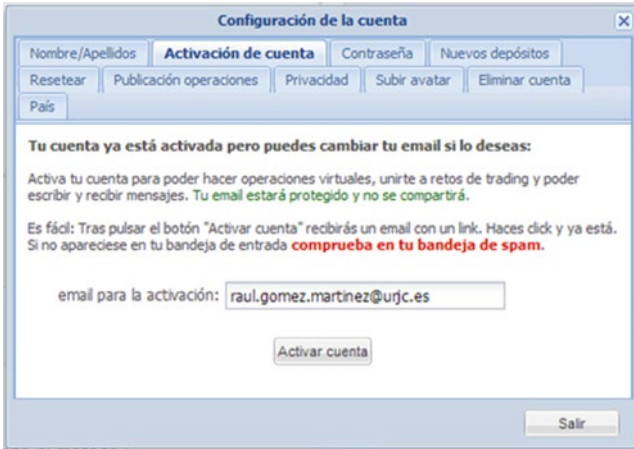 Configuración de la cuenta
Nombre/Apellidos Activación de cuenta Contraseña Nuevos depósitos
Resetear Publicación operaciones Privacidad Subir avatar Eliminar cuenta
País
Tu cuenta ya está activada pero puedes cambiar tu email si lo deseas:
Activa tu cuenta para poder hacer operaciones virtuales, unirte a retos de trading y poder
escribir y recibir mensajes. Tu email estará protegido y no se compartirá.
Es fácil: Tras pulsar el botón "Activar cuenta" recibirás un email con un link. Haces click y ya está.
Si no apareciese en tu bandeja de entrada comprueba en tu bandeja de spam.
email para la activación: raul.gomez.martinez@urjc.es
Activar cuenta
Salir